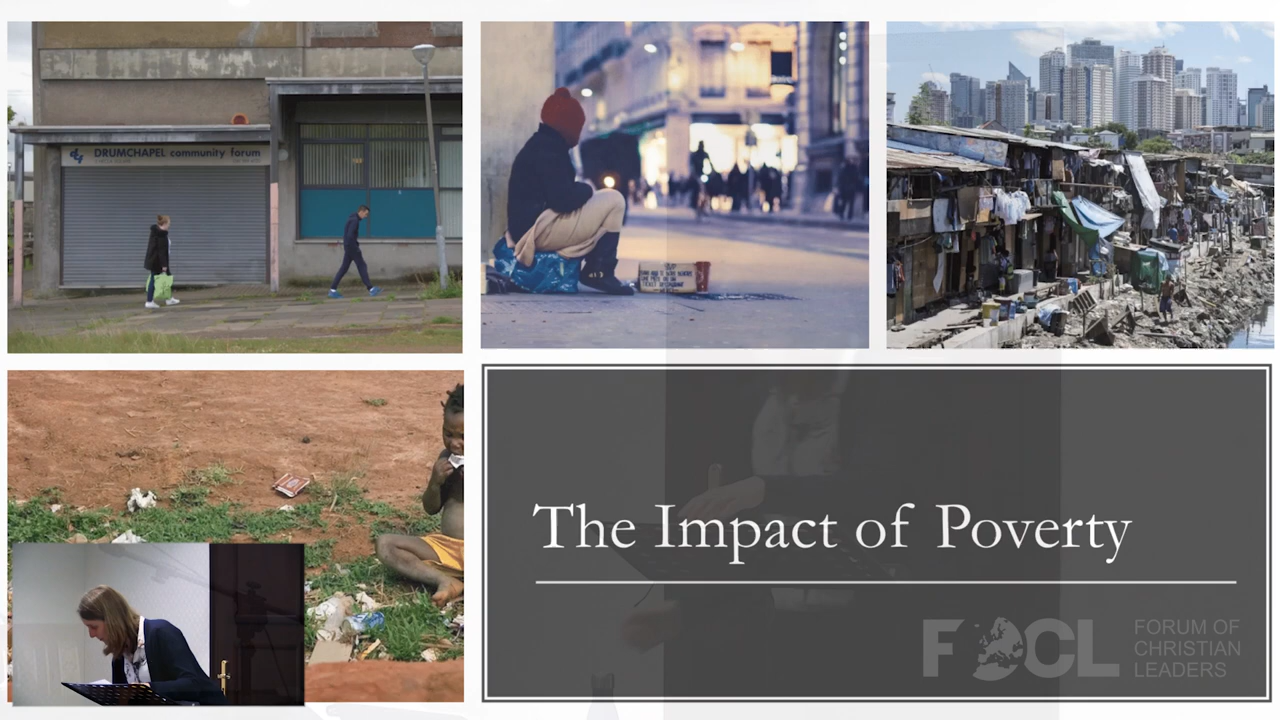 DRUMCHAPEL community forum
The Impact of Poverty
FOCL
FORUM OF
CHRISTIAN
LEADERS